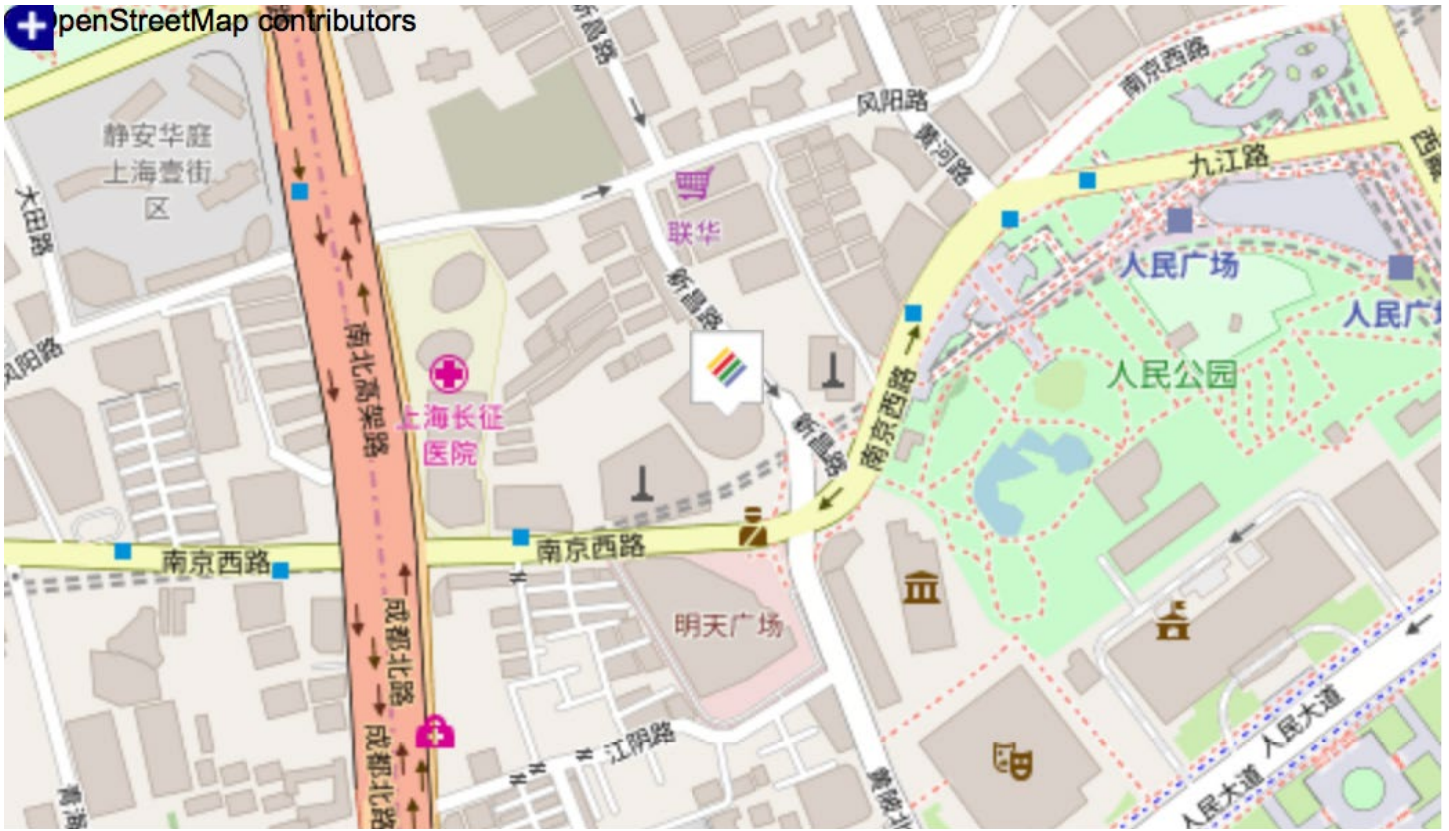 penStreetMap contributors
新昌路
南京西路
凤阳路
静安华庭
上海壹街
区
黄河路
九江路
西藏
大田路
联华
人民广场
新昌路
人民广
凤阳路
南北高架路
人民公园
上海长征
医院
新昌路
南京西路
南京西路
南京西路
明天广场
成都北路
江阴路
成都北路
人民大道
人民大道
青海
黄陂北